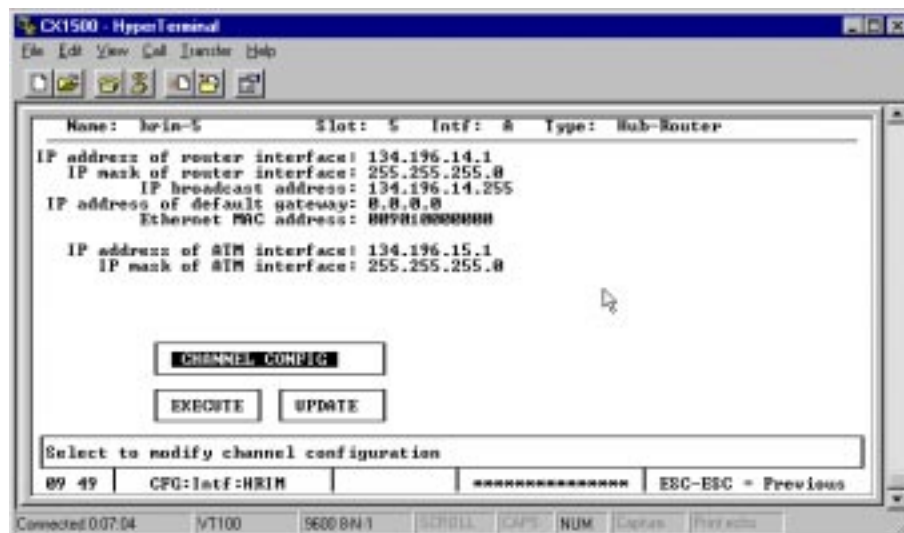 CX1500 - HyperTerminal
File Edit View Call Transfer Help
Name: hrim-5 Slot: 5 Intf: A Type: Hub-Router
IP address of router interface: 134.196.14.1
IP mask of router interface: 255.255.255.0
IP broadcast address: 134.196.14.255
IP address of default gateway: 0.0.0.0
Ethernet MAC address: 009010000000
IP address of ATM interface: 134.196.15.1
IP mask of ATM interface: 255.255.255.0
CHANNEL CONFIG
EXECUTE UPDATE
Select to modify channel configuration
09 49 CFG:Intf:HRIM *************** ESC-ESC = Previous
Connected 0:07:04 VT100 9600 8-N-1 SCROLL CAPS NUM Capture Print echo